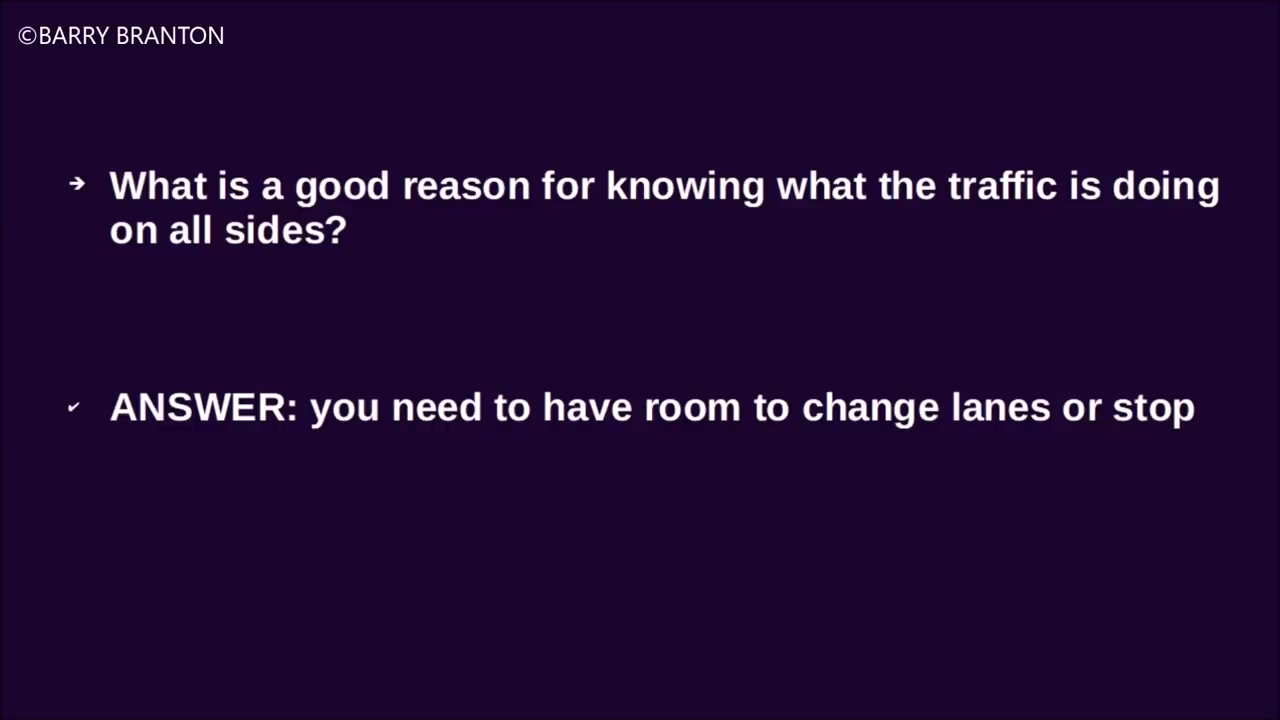 ©BARRY BRANTON
➔ What is a good reason for knowing what the traffic is doing
on all sides?
✔ ANSWER: you need to have room to change lanes or stop